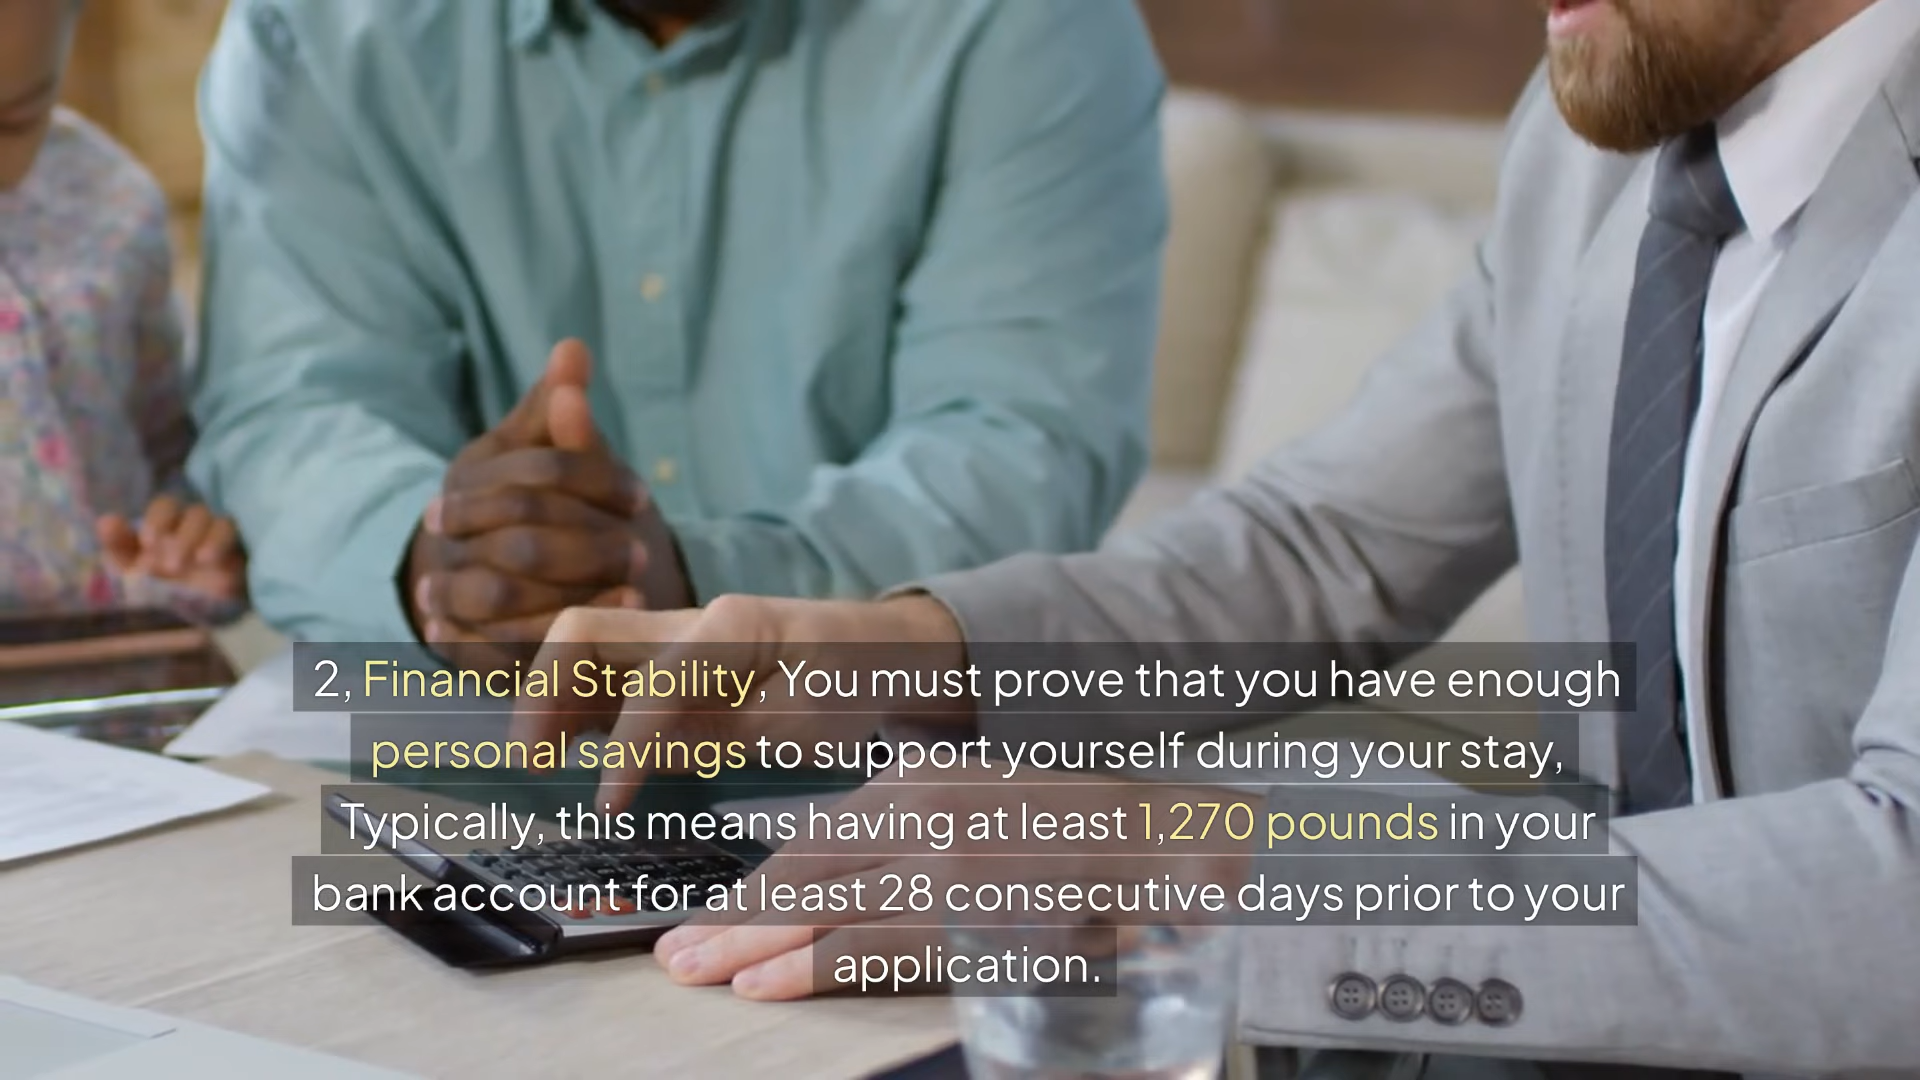 2, Financial Stability, You must prove that you have enough
personal savings to support yourself during your stay,
Typically, this means having at least 1,270 pounds in your
bank account for at least 28 consecutive days prior to your
application.